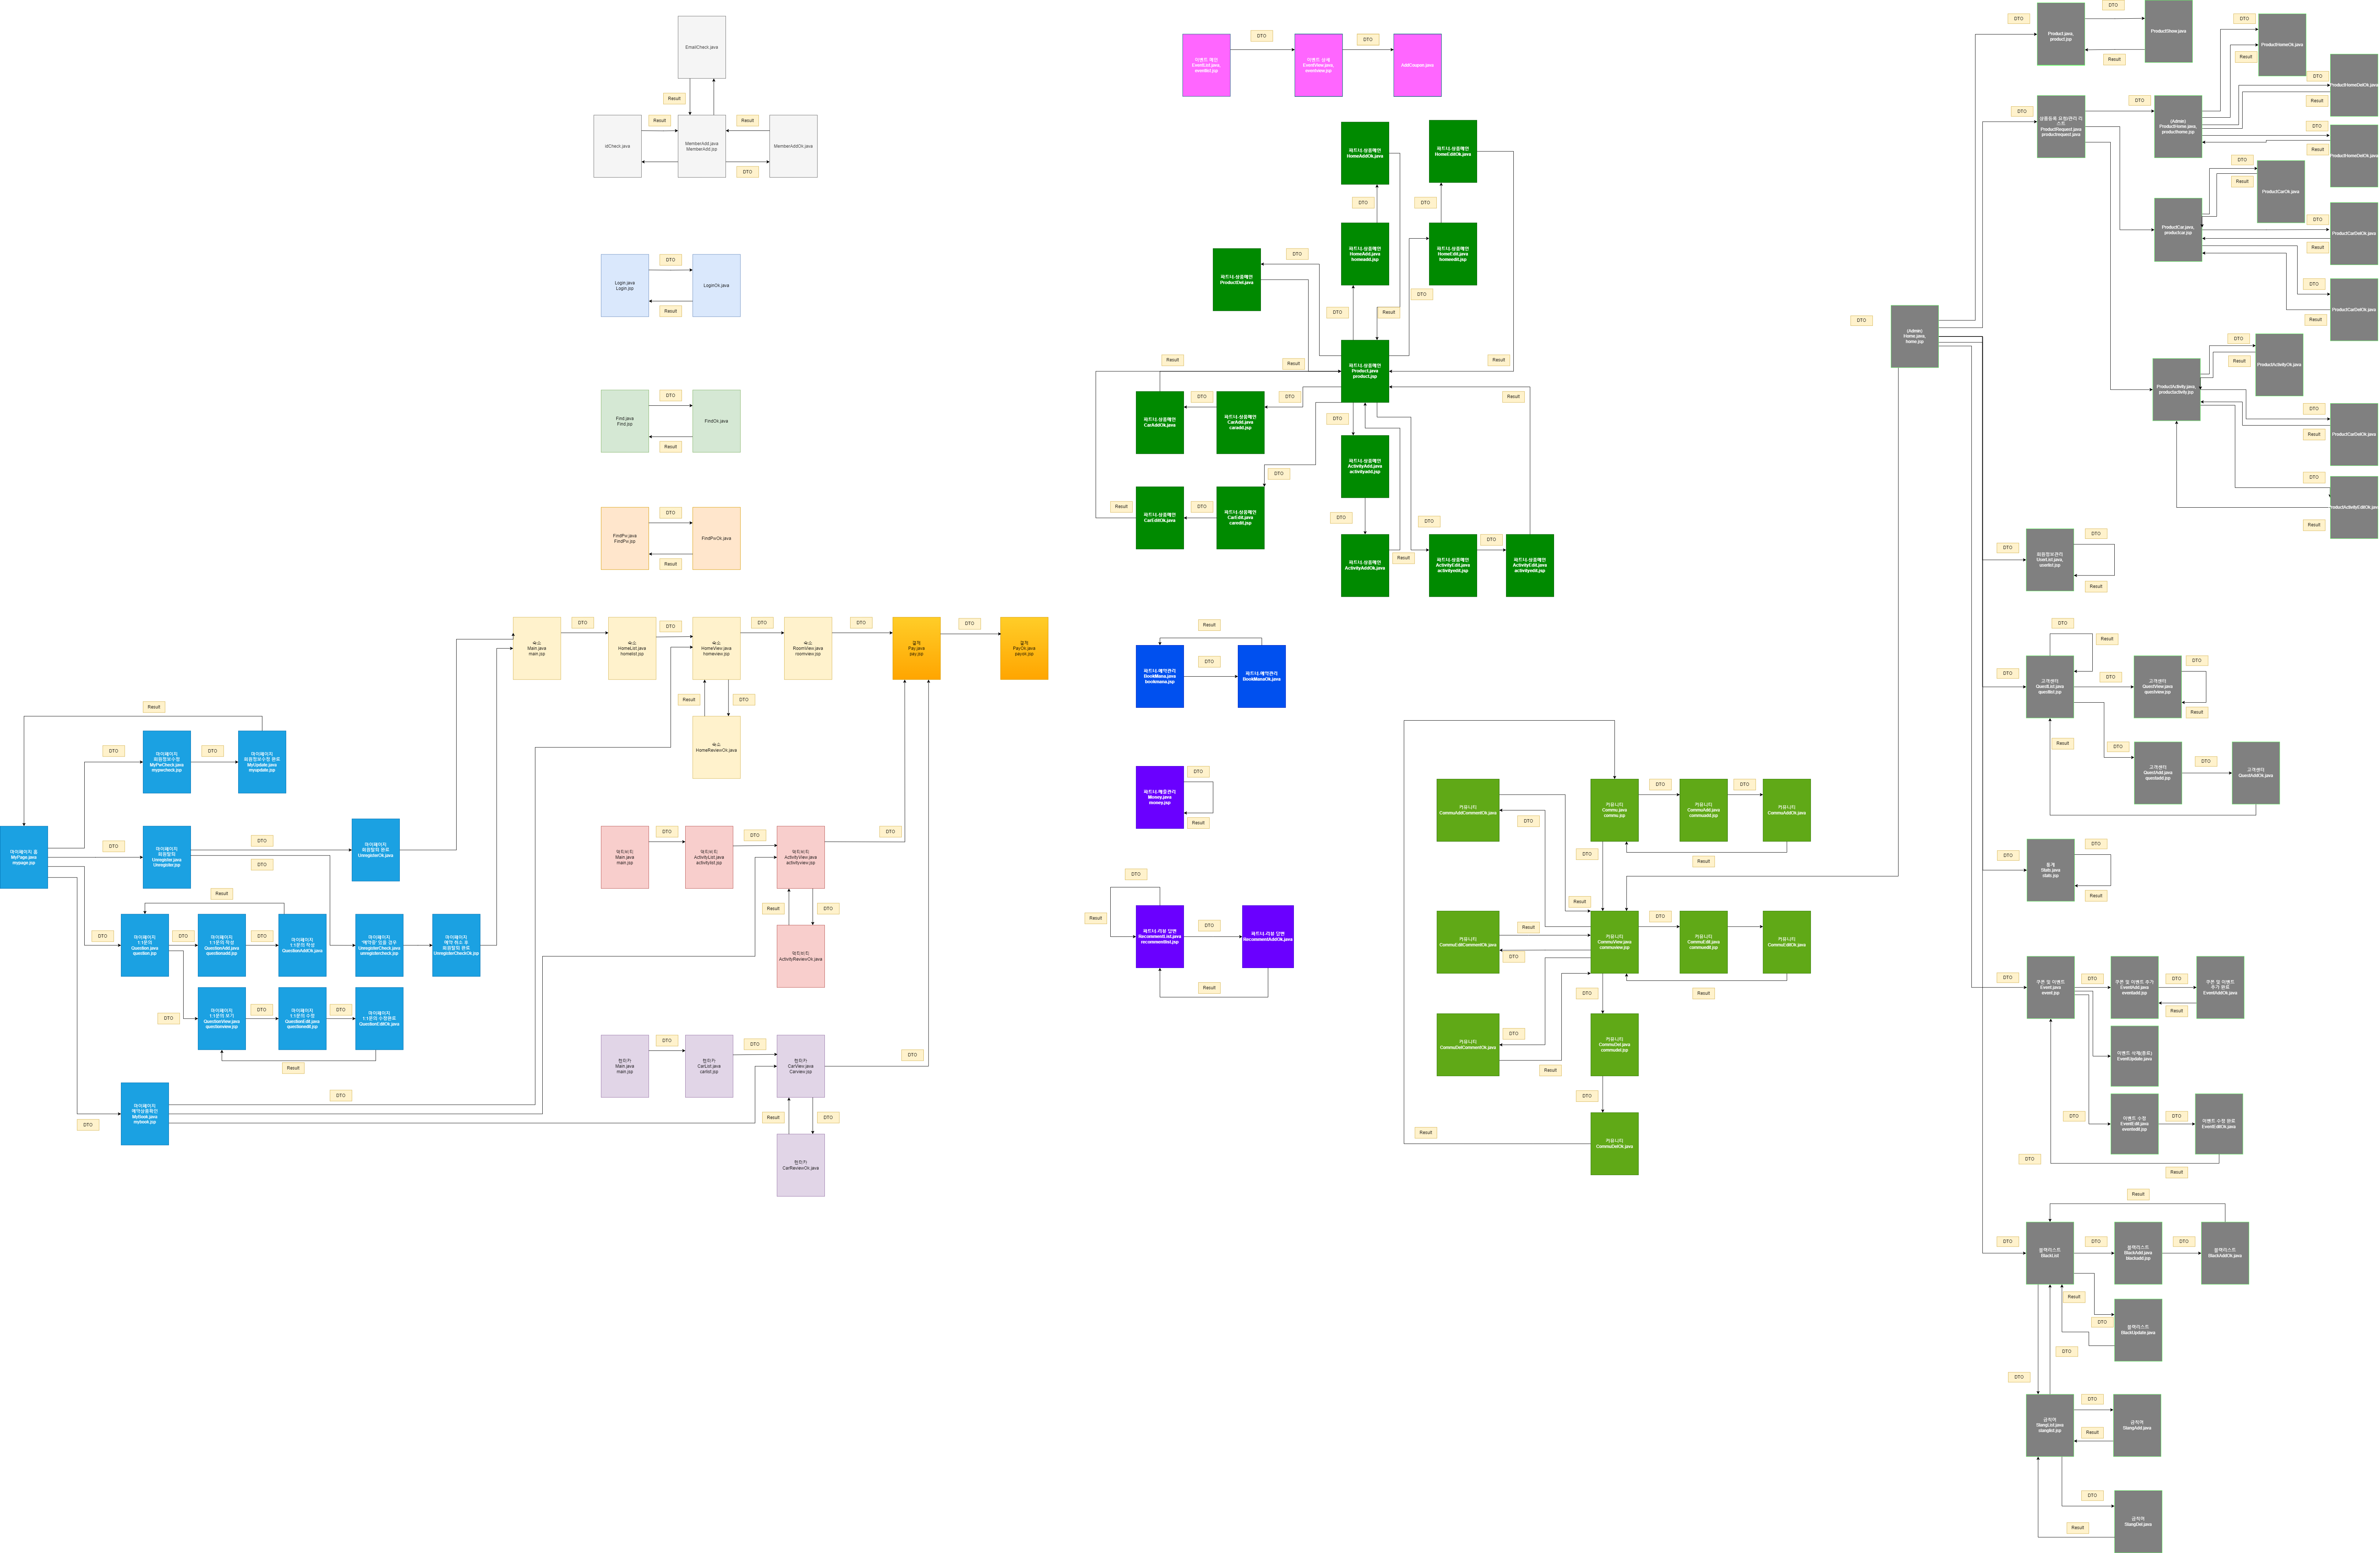 EmailCheck.java
Result
IdCheck.java
Result
MemberAdd.java
MemberAdd.jsp
Result
DTO
MemberAddOk.java
Login.java
Login.jsp
DTO
Result
LoginOk.java
Find.java
Find.jsp
DTO
Result
FindOk.java
FindPw.java
FindPw.jsp
DTO
Result
FindPwOk.java
숙소
Main.java
main.jsp
DTO
숙소
HomeList.java
homelist.jsp
DTO
숙소
HomeView.java
homeview.jsp
DTO
숙소
RoomView.java
roomview.jsp
DTO
결제
Pay.java
pay.jsp
DTO
결제
PayOk.java
payok.jsp
Result
DTO
숙소
HomeReviewOk.java
액티비티
Main.java
main.jsp
DTO
액티비티
ActivityList.java
activitylist.jsp
DTO
액티비티
ActivityView.java
activityview.jsp
DTO
Result
DTO
액티비티
ActivityReviewOk.java
렌터카
Main.java
main.jsp
DTO
렌터카
CarList.java
carlist.jsp
DTO
렌터카
CarView.java
Carview.jsp
DTO
Result
DTO
렌터카
CarReviewOk.java
마이페이지 홈
MyPage.java
mypage.jsp
Result
DTO
마이페이지
회원정보수정
MyPwCheck.java
mypwcheck.jsp
DTO
마이페이지
회원정보수정 완료
MyUpdate.java
myupdate.jsp
DTO
마이페이지
회원탈퇴
Unregister.java
Unregister.jsp
DTO
DTO
마이페이지
회원탈퇴 완료
UnregisterOk.java
Result
DTO
마이페이지
1:1문의
Question.java
question.jsp
DTO
마이페이지
1:1문의 작성
QuestionAdd.java
questionadd.jsp
DTO
마이페이지
1:1문의 작성
QuestionAddOk.java
마이페이지
'예약중' 있을 경우
UnregisterCheck.java
unregistercheck.jsp
마이페이지
예약 취소 후
회원탈퇴 완료
UnregisterCheckOk.jsp
DTO
마이페이지
1:1문의 보기
QuestionView.java
questionview.jsp
DTO
마이페이지
1:1문의 수정
QuestionEdit.java
questionedit.jsp
DTO
마이페이지
1:1문의 수정완료
QuestionEditOk.java
Result
DTO
마이페이지
예약상품확인
MyBook.java
mybook.jsp
DTO
이벤트 메인
EventList.java,
eventlist.jsp
DTO
이벤트 상세
EventView.java,
eventview.jsp
DTO
AddCoupon.java
파트너-상품메인
HomeAddOk.java
파트너-상품메인
HomeEditOk.java
DTO
DTO
파트너-상품메인
HomeAdd.java
homeadd.jsp
파트너-상품메인
HomeEdit.java
homeedit.jsp
파트너-상품메인
ProductDel.java
DTO
DTO
DTO
Result
파트너-상품메인
Product.java
product.jsp
Result
Result
Result
파트너-상품메인
CarAddOk.java
DTO
파트너-상품메인
CarAdd.java
caradd.jsp
DTO
DTO
Result
파트너-상품메인
ActivityAdd.java
activityadd.jsp
DTO
Result
파트너-상품메인
CarEditOk.java
DTO
파트너-상품메인
CarEdit.java
caredit.jsp
DTO
파트너-상품메인
ActivityAddOk.java
Result
DTO
파트너-상품메인
ActivityEdit.java
activityedit.jsp
DTO
파트너-상품메인
ActivityEdit.java
activityedit.jsp
Result
파트너-예약관리
BookMana.java
bookmana.jsp
DTO
파트너-예약관리
BookManaOk.java
파트너-매출관리
Money.java
money.jsp
DTO
Result
DTO
Result
파트너-리뷰 답변
RecommentList.java
recommentlist.jsp
DTO
파트너-리뷰 답변
RecommentAddOk.java
Result
커뮤니티
CommuAddCommentOk.java
DTO
커뮤니티
Commu.java
commu.jsp
DTO
커뮤니티
CommuAdd.java
commuadd.jsp
DTO
커뮤니티
CommuAddOk.java
DTO
Result
Result
커뮤니티
CommuEditCommentOk.java
Result
DTO
커뮤니티
CommuView.java
commuview.jsp
DTO
커뮤니티
CommuEdit.java
commuedit.jsp
DTO
커뮤니티
CommuEditOk.java
DTO
Result
커뮤니티
CommuDelCommentOk.java
DTO
Result
커뮤니티
CommuDel.java
commudel.jsp
DTO
Result
커뮤니티
CommuDelOk.java
DTO
(Admin)
Home.java,
home.jsp
DTO
Product.java,
product.jsp
DTO
Result
ProductShow.java
DTO
Result
ProductHomeOk.java
DTO
상품등록 요청/관리 리
스트
ProductRequest.java
productrequest.java
DTO
(Admin)
ProductHome.java,
producthome.jsp
DTO
Result
ProductHomeDelOk.java
DTO
Result
ProductHomeDelOk.java
DTO
Result
ProductCarOk.java
ProductCar.java,
productcar.jsp
DTO
Result
ProductCarDelOk.java
DTO
Result
ProductCarDelOk.java
DTO
Result
ProductActivityOk.java
ProductActivity.java,
productactivity.jsp
DTO
Result
ProductCarDelOk.java
DTO
Result
ProductActivityEditOk.java
DTO
회원정보관리
UserList.java,
userlist.jsp
DTO
Result
DTO
Result
DTO
고객센터
QuestList.java
questlist.jsp
DTO
고객센터
QuestView.java
questview.jsp
DTO
Result
Result
DTO
고객센터
QuestAdd.java
questadd.jsp
DTO
고객센터
QuestAddOk.java
DTO
통계
Stats.java
stats.jsp
DTO
Result
DTO
쿠폰 및 이벤트
Event.java
event.jsp
DTO
쿠폰 및 이벤트 추가
EventAdd.java
eventadd.jsp
DTO
Result
쿠폰 및 이벤트
추가 완료
EventAddOk.java
이벤트 삭제(종료)
EventUpdate.java
DTO
이벤트 수정
EventEdit.java
eventedit.jsp
DTO
이벤트 수정 완료
EventEditOk.java
DTO
Result
Result
DTO
블랙리스트
BlackList
DTO
블랙리스트
BlackAdd.java
blackadd.jsp
DTO
블랙리스트
BlackAddOk.java
Result
DTO
블랙리스트
BlackUpdate.java
DTO
DTO
금칙어
SlangList.java
slanglist.jsp
DTO
Result
금칙어
SlangAdd.java
DTO
Result
금칙어
SlangDel.java